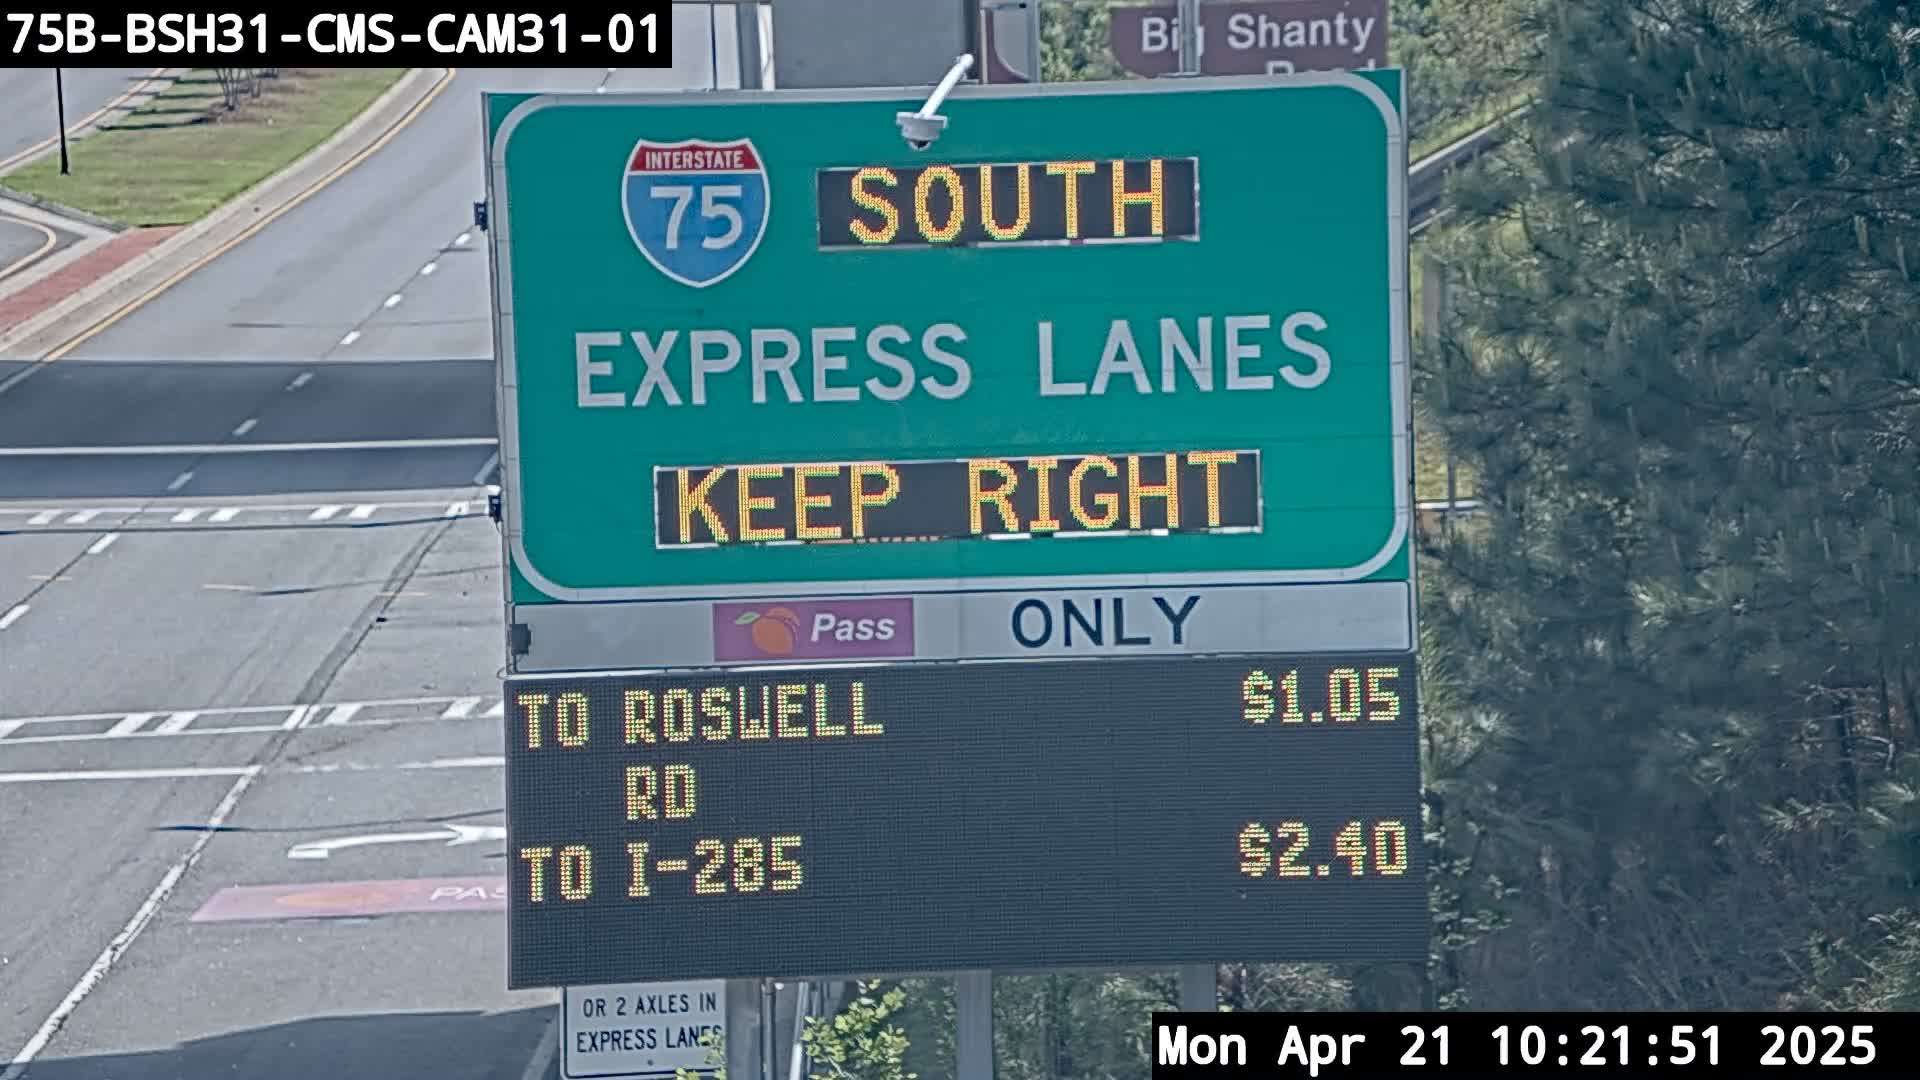 75B-BSH31-CMS-CAM31-01
Big Shanty
Road
INTERSTATE
75
SOUTH
EXPRESS LANES
KEEP RIGHT
Pass ONLY
TO ROSWELL $1.05
RD
TO I-285 $2.40
PAS
OR 2 AXLES IN
EXPRESS LANES
Mon Apr 21 10:21:51 2025